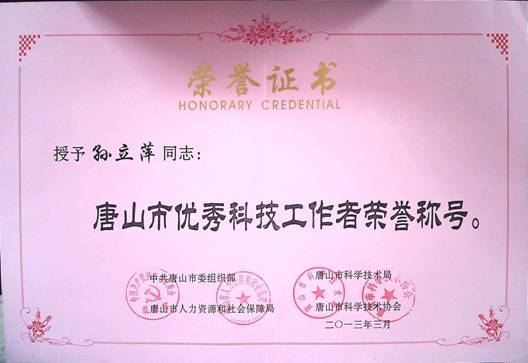 荣誉证书
HONORARY CREDENTIAL
授予孙立萍同志：
唐山市优秀科技工作者荣誉称号。
中共唐山市委组织部
唐山市科学技术局
唐山市人力资源和社会保障局
唐山市科学技术协会
二〇一三年三月